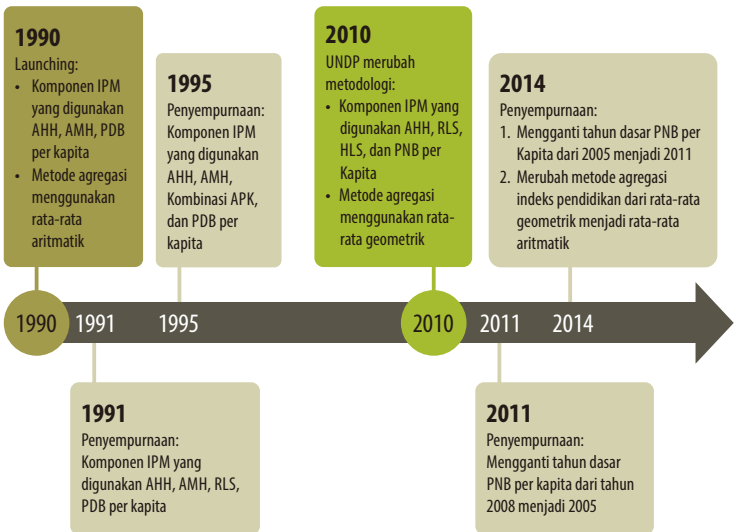 1990
Launching:
• Komponen IPM
yang digunakan
AHH, AMH, PDB
per kapita
• Metode agregasi
menggunakan
rata-rata
aritmatik
1995
Penyempurnaan:
Komponen IPM
yang digunakan
AHH, AMH,
Kombinasi APK,
dan PDB per
kapita
2010
UNDP merubah
metodologi:
• Komponen IPM yang
digunakan AHH, RLS,
HLS, dan PNB per
Kapita
• Metode agregasi
menggunakan rata-
rata geometrik
2014
Penyempurnaan:
1. Mengganti tahun dasar PNB per
Kapita dari 2005 menjadi 2011
2. Merubah metode agregasi
indeks pendidikan dari rata-rata
geometrik menjadi rata-rata
aritmatik
1990 1991 1995 2010 2011 2014
1991
Penyempurnaan:
Komponen IPM yang
digunakan AHH, AMH, RLS,
PDB per kapita
2011
Penyempurnaan:
Mengganti tahun dasar
PNB per kapita dari tahun
2008 menjadi 2005